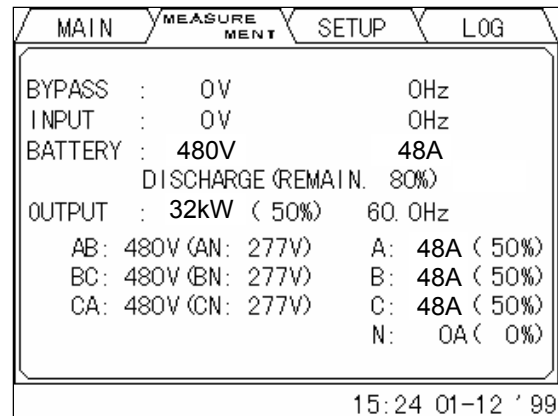 MAIN MEASUREMENT SETUP LOG
BYPASS : 0V 0Hz
INPUT : 0V 0Hz
BATTERY : 480V 48A
DISCHARGE (REMAIN. 80%)
OUTPUT : 32kW ( 50%) 60.0Hz
AB: 480V (AN: 277V) A: 48A ( 50%)
BC: 480V (BN: 277V) B: 48A ( 50%)
CA: 480V (CN: 277V) C: 48A ( 50%)
N: 0A ( 0%)
15:24 01-12 '99